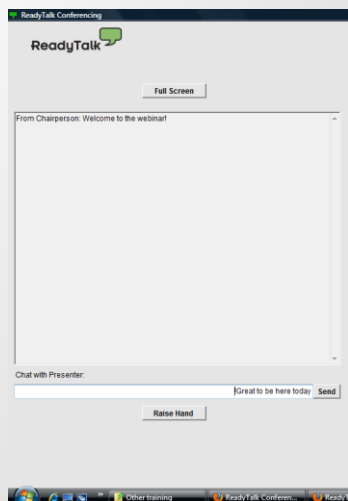 ReadyTalk Conferencing
ReadyTalk
Full Screen
From Chairperson: Welcome to the webinar!
Chat with Presenter:
!Great to be here today
Send
Raise Hand
Other training
ReadyTalk Conferen...
ReadyT